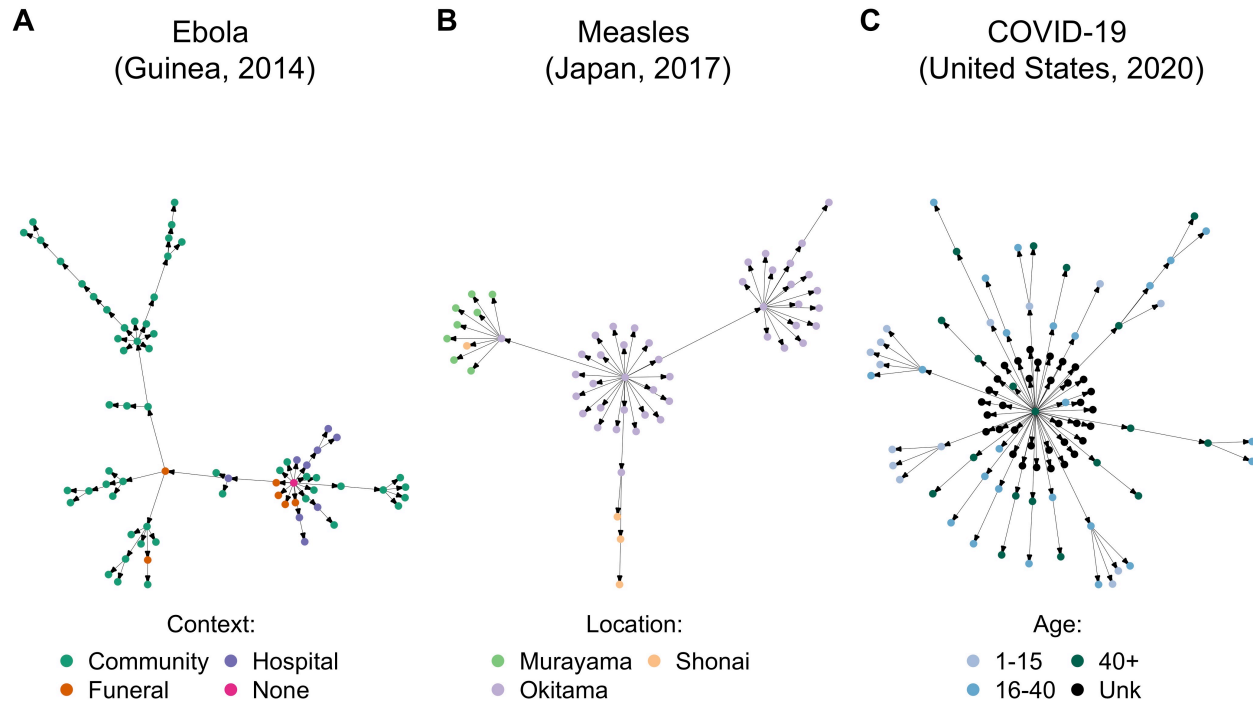 A
Ebola
(Guinea, 2014)
B
Measles
(Japan, 2017)
C
COVID-19
(United States, 2020)
Context:
Community
Hospital
Funeral
None
Location:
Murayama
Shonai
Okitama
Age:
1-15
40+
16-40
Unk